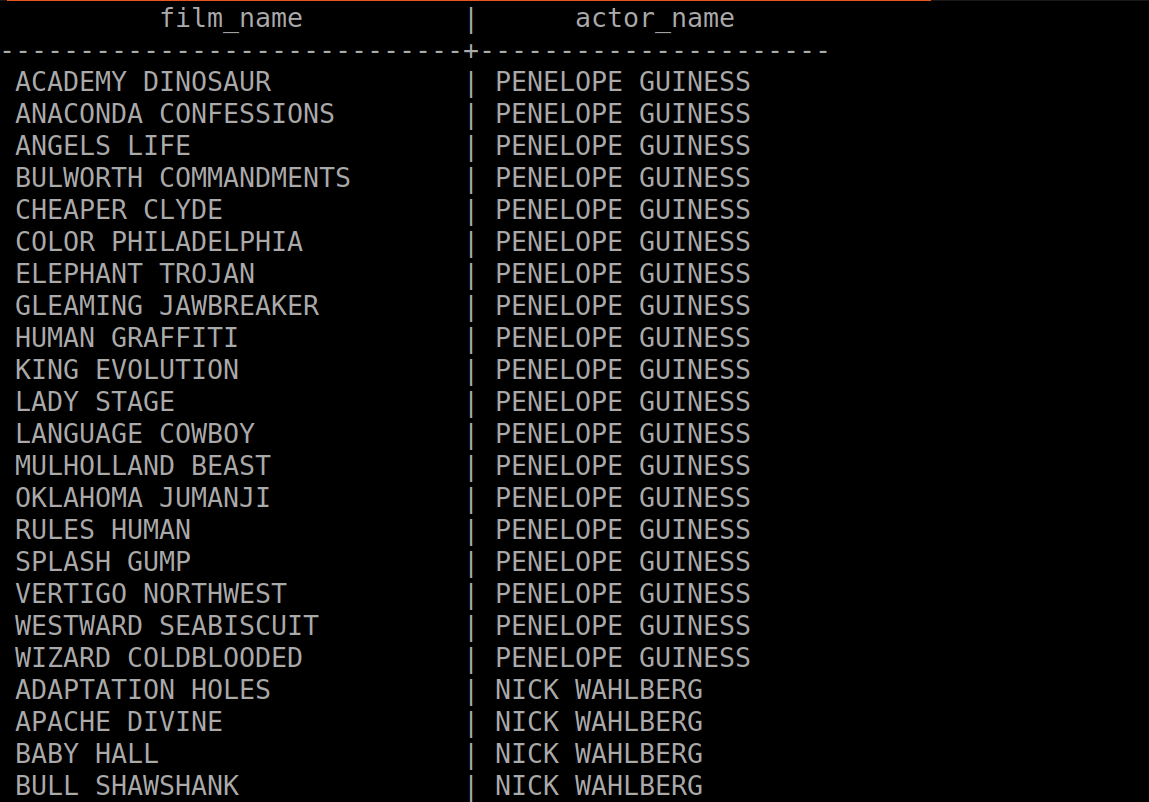 film_name | actor_name
-----------------------------+----------------------
ACADEMY DINOSAUR | PENELOPE GUINESS
ANACONDA CONFESSIONS | PENELOPE GUINESS
ANGELS LIFE | PENELOPE GUINESS
BULWORTH COMMANDMENTS | PENELOPE GUINESS
CHEAPER CLYDE | PENELOPE GUINESS
COLOR PHILADELPHIA | PENELOPE GUINESS
ELEPHANT TROJAN | PENELOPE GUINESS
GLEAMING JAWBREAKER | PENELOPE GUINESS
HUMAN GRAFFITI | PENELOPE GUINESS
KING EVOLUTION | PENELOPE GUINESS
LADY STAGE | PENELOPE GUINESS
LANGUAGE COWBOY | PENELOPE GUINESS
MULHOLLAND BEAST | PENELOPE GUINESS
OKLAHOMA JUMANJI | PENELOPE GUINESS
RULES HUMAN | PENELOPE GUINESS
SPLASH GUMP | PENELOPE GUINESS
VERTIGO NORTHWEST | PENELOPE GUINESS
WESTWARD SEABISCUIT | PENELOPE GUINESS
WIZARD COLDBLOODED | PENELOPE GUINESS
ADAPTATION HOLES | NICK WAHLBERG
APACHE DIVINE | NICK WAHLBERG
BABY HALL | NICK WAHLBERG
BULL SHAWSHANK | NICK WAHLBERG